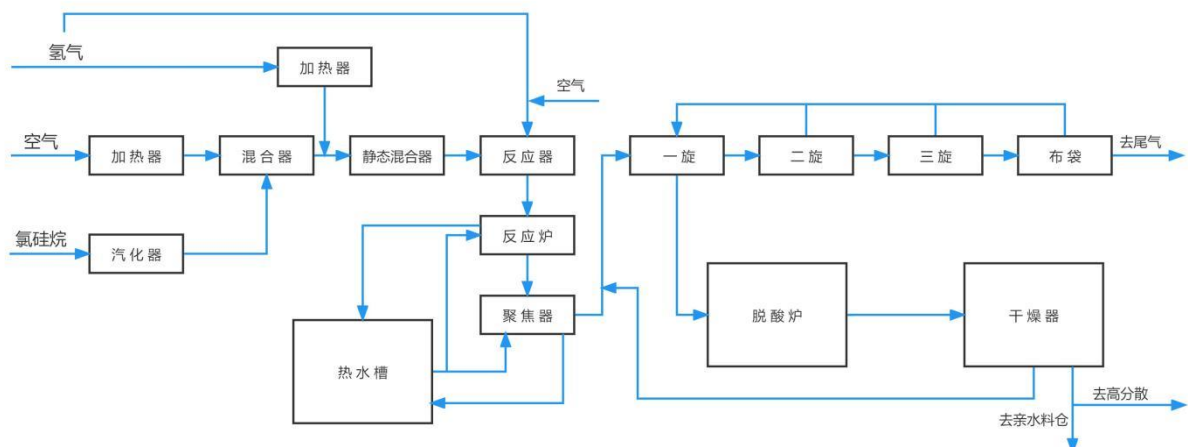 氢气
加热器
空气
空气
加热器
混合器
静态混合器
反应器
一旋
二旋
三旋
布袋
去尾气
氯硅烷
汽化器
反应炉
聚焦器
热水槽
脱酸炉
干燥器
去高分散
去亲水料仓